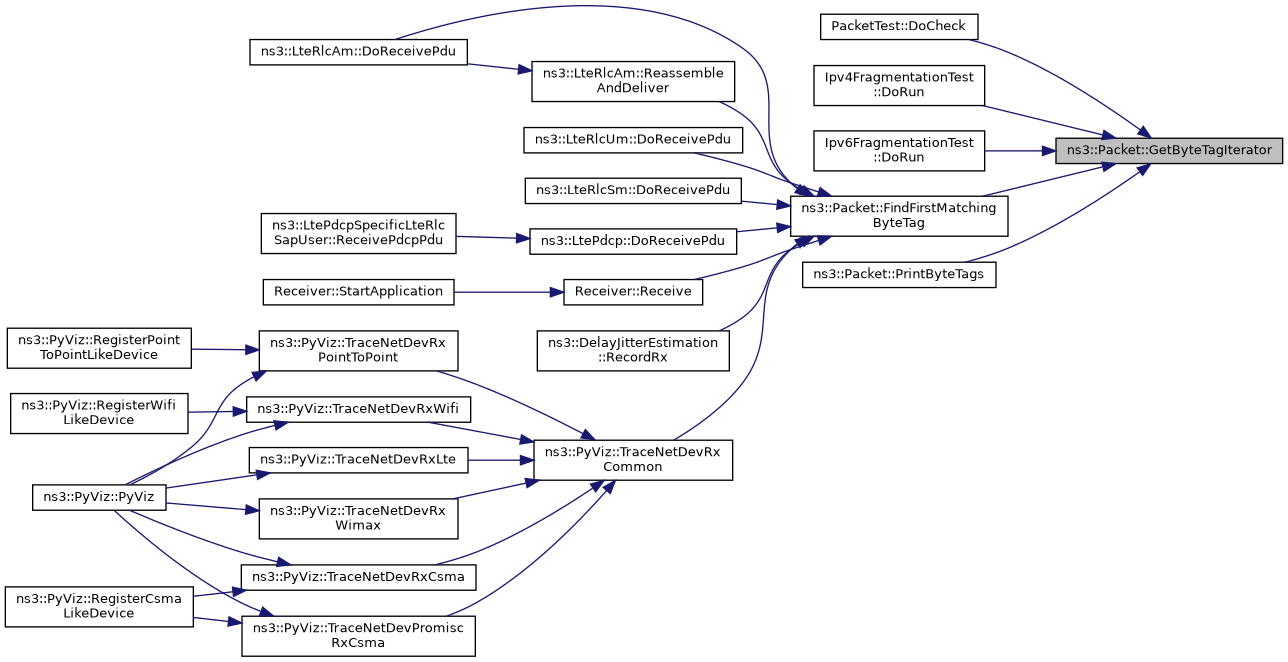 PacketTest::DoCheck
ns3::LteRlcAm::DoReceivePdu
ns3::LteRlcAm::Reassemble
AndDeliver
Ipv4FragmentationTest
::DoRun
ns3::LteRlcUm::DoReceivePdu
Ipv6FragmentationTest
::DoRun
ns3::Packet::GetByteTagIterator
ns3::LteRlcSm::DoReceivePdu
ns3::Packet::FindFirstMatching
ByteTag
ns3::LtePdcpSpecificLteRlc
SapUser::ReceivePdcpPdu
ns3::LtePdcp::DoReceivePdu
ns3::Packet::PrintByteTags
Receiver::StartApplication
Receiver::Receive
ns3::PyViz::RegisterPoint
ToPointLikeDevice
ns3::PyViz::TraceNetDevRx
PointToPoint
ns3::DelayJitterEstimation
::RecordRx
ns3::PyViz::RegisterWifi
LikeDevice
ns3::PyViz::TraceNetDevRxWifi
ns3::PyViz::TraceNetDevRxLte
ns3::PyViz::TraceNetDevRx
Common
ns3::PyViz::PyViz
ns3::PyViz::TraceNetDevRx
Wimax
ns3::PyViz::TraceNetDevRxCsma
ns3::PyViz::RegisterCsma
LikeDevice
ns3::PyViz::TraceNetDevPromisc
RxCsma